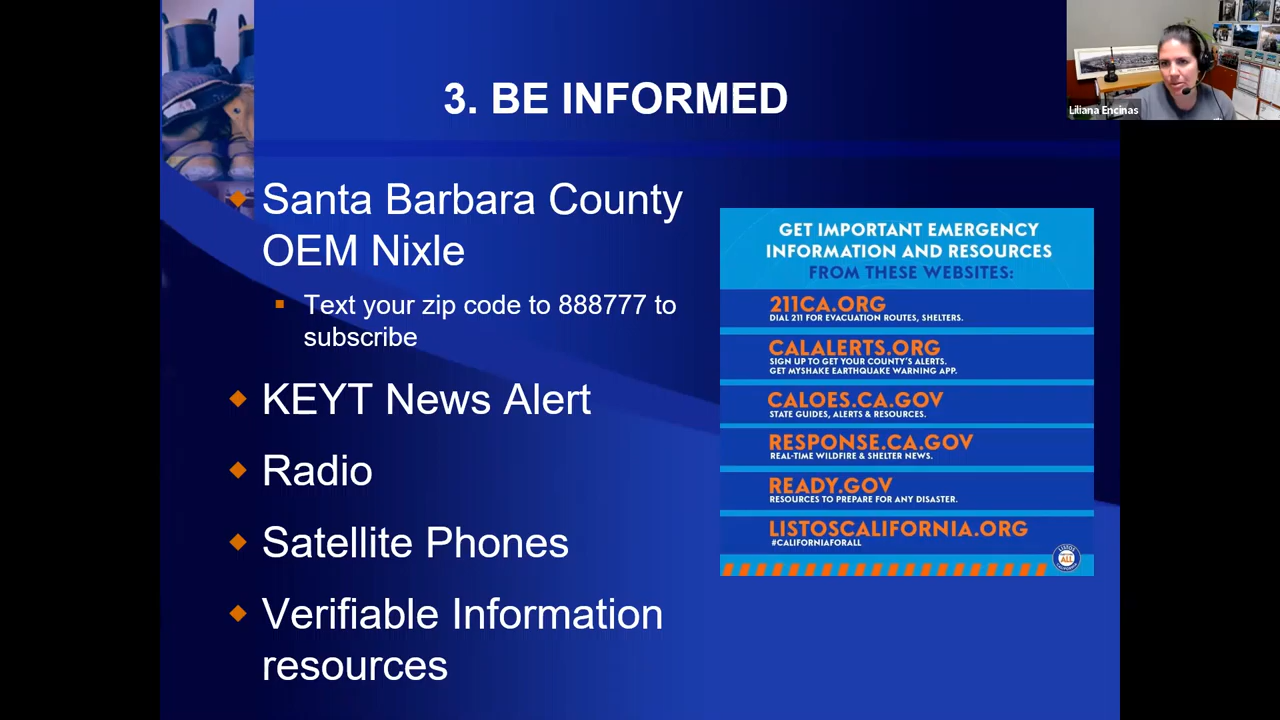 3. BE INFORMED
Liliana Encinas
Santa Barbara County
OEM Nixle
Text your zip code to 888777 to
subscribe
KEYT News Alert
Radio
Satellite Phones
Verifiable Information
resources
GET IMPORTANT EMERGENCY
INFORMATION AND RESOURCES
FROM THESE WEBSITES:
211CA.ORG
DIAL 211 FOR EVACUATION ROUTES, SHELTERS.
CALALERTS.ORG
SIGN UP TO GET YOUR COUNTY'S ALERTS.
GET MYSHAKE EARTHQUAKE WARNING APP.
CALOES.CA.GOV
STATE GUIDES, ALERTS & RESOURCES.
RESPONSE.CA.GOV
REAL-TIME WILDFIRE & SHELTER NEWS.
READY.GOV
RESOURCES TO PREPARE FOR ANY DISASTER.
LISTOSCALIFORNIA.ORG
#CALIFORNIAFORALL
LISTOS
ALL
CALIFORNIA